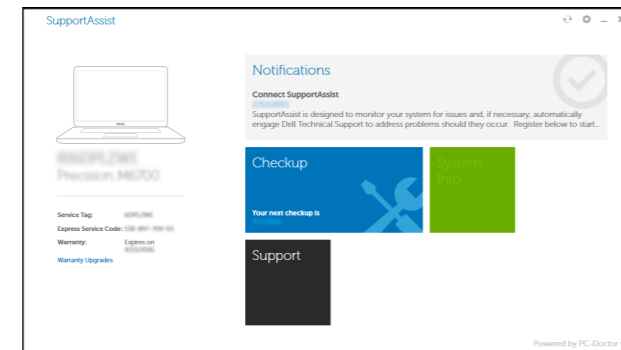 SupportAssist
Notifications
Connect SupportAssist
SupportAssist is designed to monitor your system for issues and, if necessary, automatically
engage Dell Technical Support to address problems should they occur. Register below to start...
DELL
Precision M6700
Service Tag:
Express Service Code:
Warranty: Expires on
Warranty Upgrades
Checkup
Your next checkup is
System
Info
Support
Powered by PC-Doctor